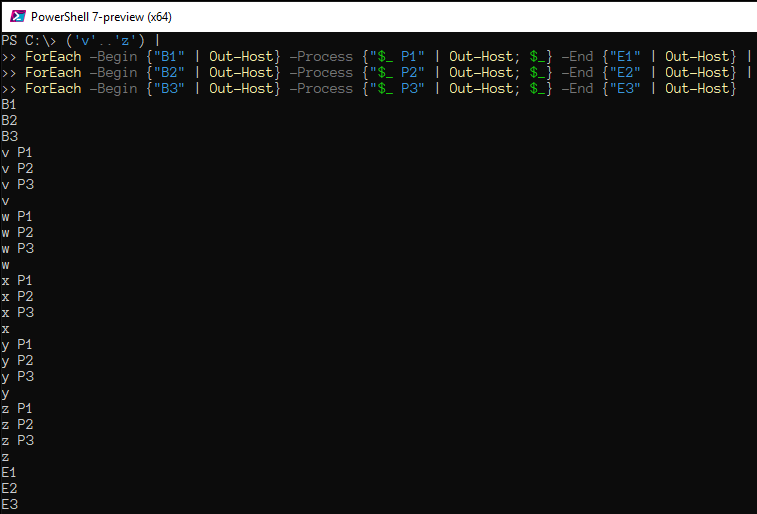 PowerShell 7-preview (x64)
PS C:\> ('v'..'z') |
>> ForEach -Begin {"B1" | Out-Host} -Process {"$_ P1" | Out-Host; $_} -End {"E1" | Out-Host} |
>> ForEach -Begin {"B2" | Out-Host} -Process {"$_ P2" | Out-Host; $_} -End {"E2" | Out-Host} |
>> ForEach -Begin {"B3" | Out-Host} -Process {"$_ P3" | Out-Host; $_} -End {"E3" | Out-Host}
B1
B2
B3
v P1
v P2
v P3
v
w P1
w P2
w P3
w
x P1
x P2
x P3
x
y P1
y P2
y P3
y
z P1
z P2
z P3
z
E1
E2
E3